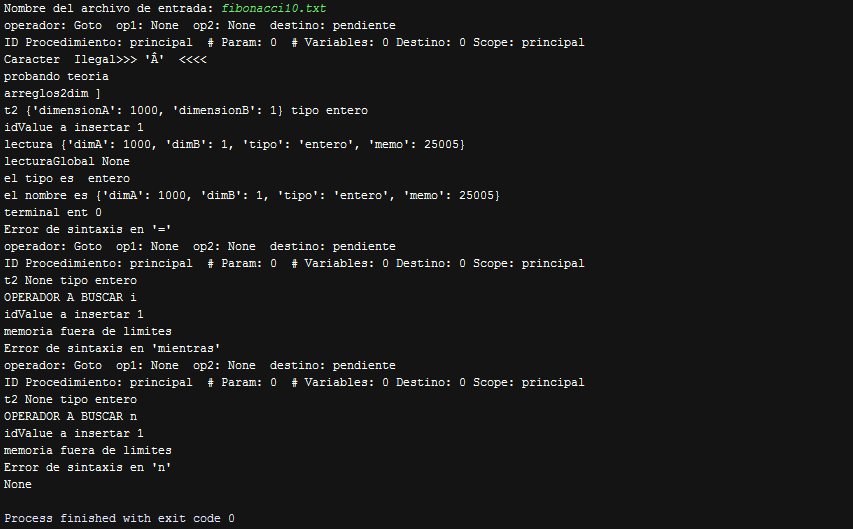 Nombre del archivo de entrada: fibonacci10.txt
operador: Goto  op1: None  op2: None  destino: pendiente
ID Procedimiento: principal  # Param: 0  # Variables: 0 Destino: 0 Scope: principal
Caracter  Ilegal>>> 'Â'  <<<<
probando teoria
arreglos2dim ]
t2 {'dimensionA': 1000, 'dimensionB': 1} tipo entero
idValue a insertar 1
lectura {'dimA': 1000, 'dimB': 1, 'tipo': 'entero', 'memo': 25005}
lecturaGlobal None
el tipo es  entero
el nombre es {'dimA': 1000, 'dimB': 1, 'tipo': 'entero', 'memo': 25005}
terminal ent 0
Error de sintaxis en '='
operador: Goto  op1: None  op2: None  destino: pendiente
ID Procedimiento: principal  # Param: 0  # Variables: 0 Destino: 0 Scope: principal
t2 None tipo entero
OPERADOR A BUSCAR i
idValue a insertar 1
memoria fuera de limites
Error de sintaxis en 'mientras'
operador: Goto  op1: None  op2: None  destino: pendiente
ID Procedimiento: principal  # Param: 0  # Variables: 0 Destino: 0 Scope: principal
t2 None tipo entero
OPERADOR A BUSCAR n
idValue a insertar 1
memoria fuera de limites
Error de sintaxis en 'n'
None
Process finished with exit code 0